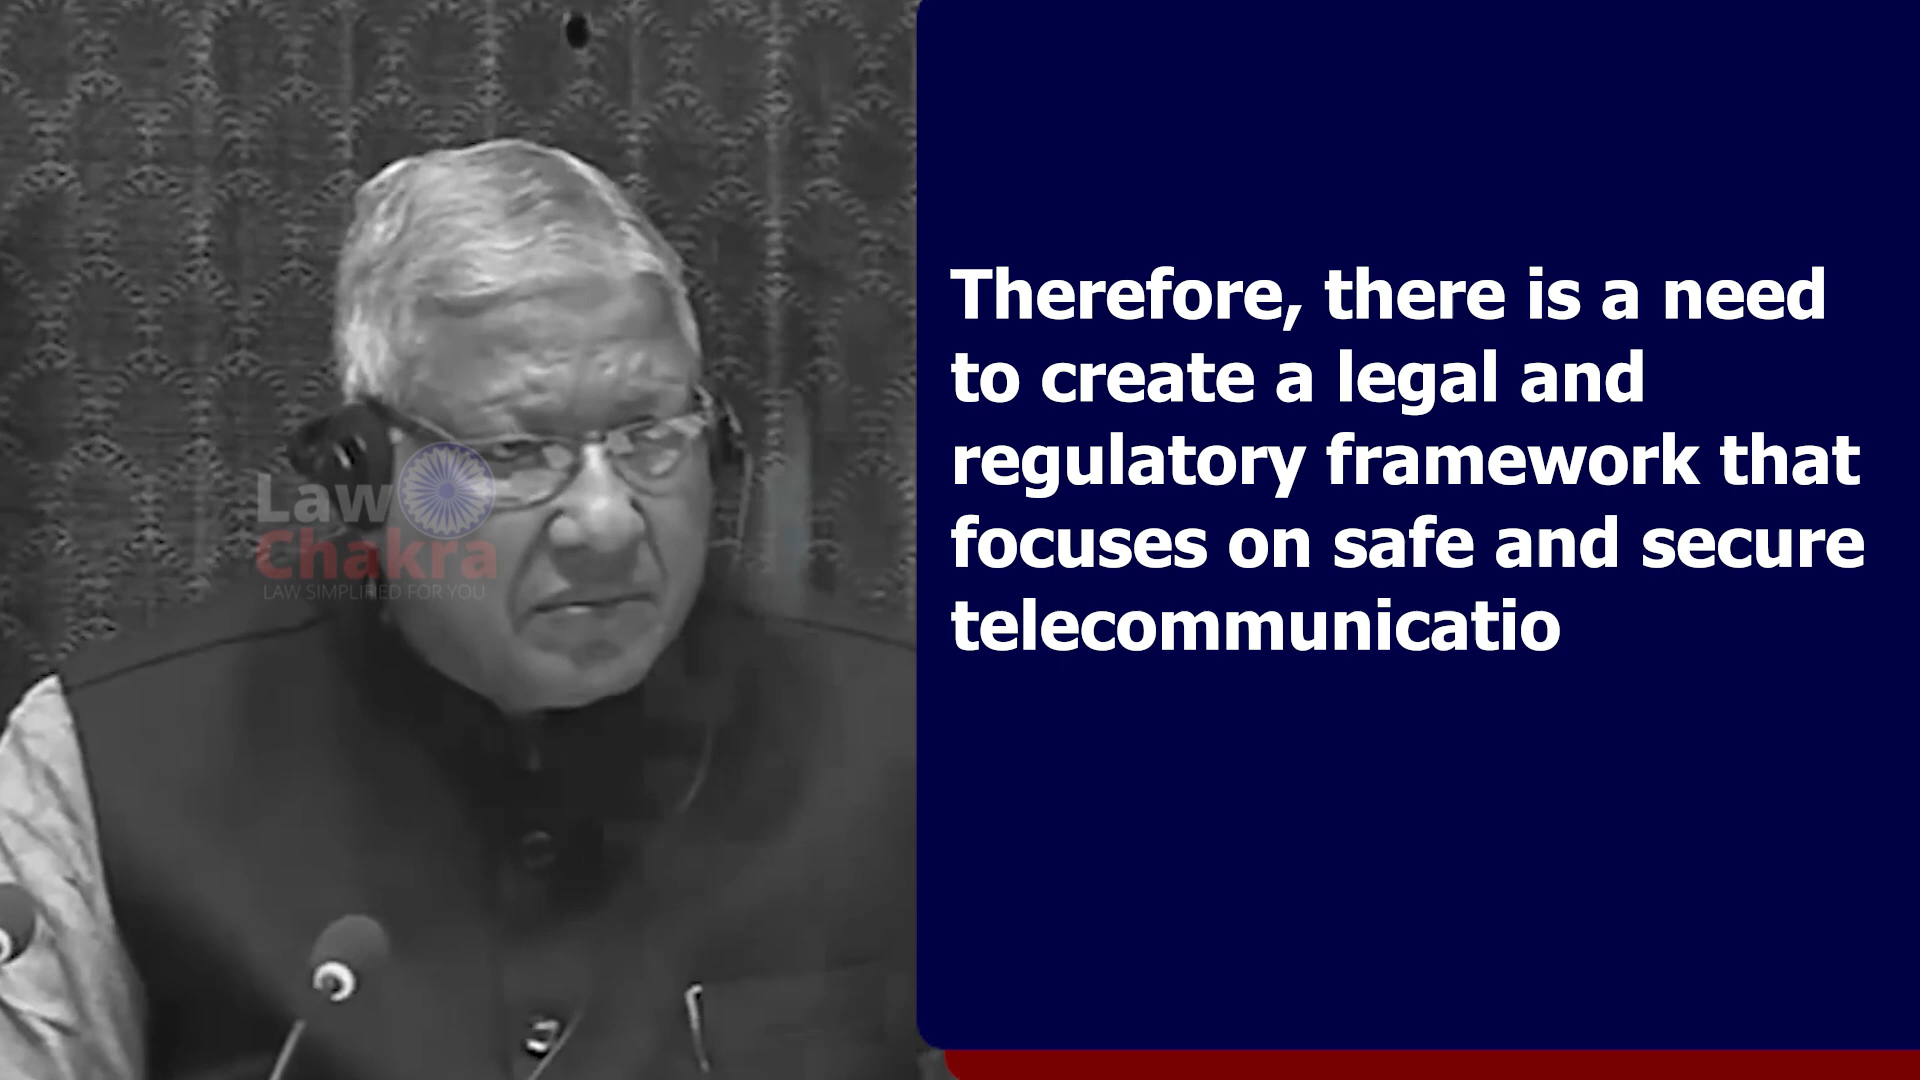 Law
Chakra
LAW SIMPLIFIED FOR YOU
Therefore, there is a need
to create a legal and
regulatory framework that
focuses on safe and secure
telecommunicatio